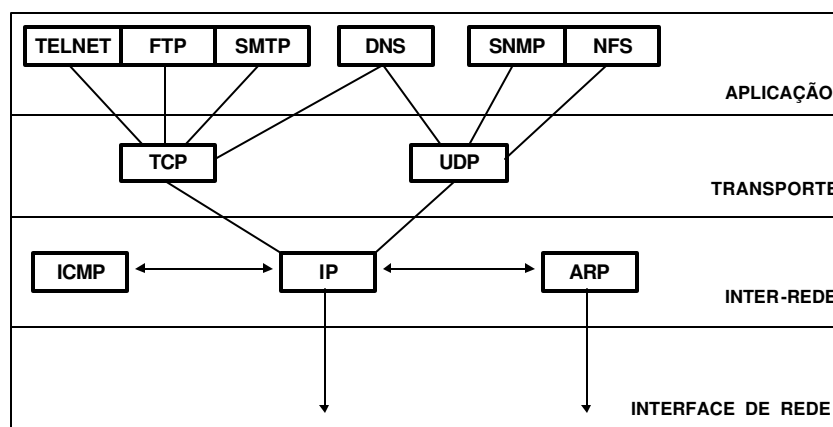 TELNET FTP SMTP DNS SNMP NFS
APLICAÇÃO
TCP UDP
TRANSPORTE
ICMP IP ARP
INTER-REDE
INTERFACE DE REDE